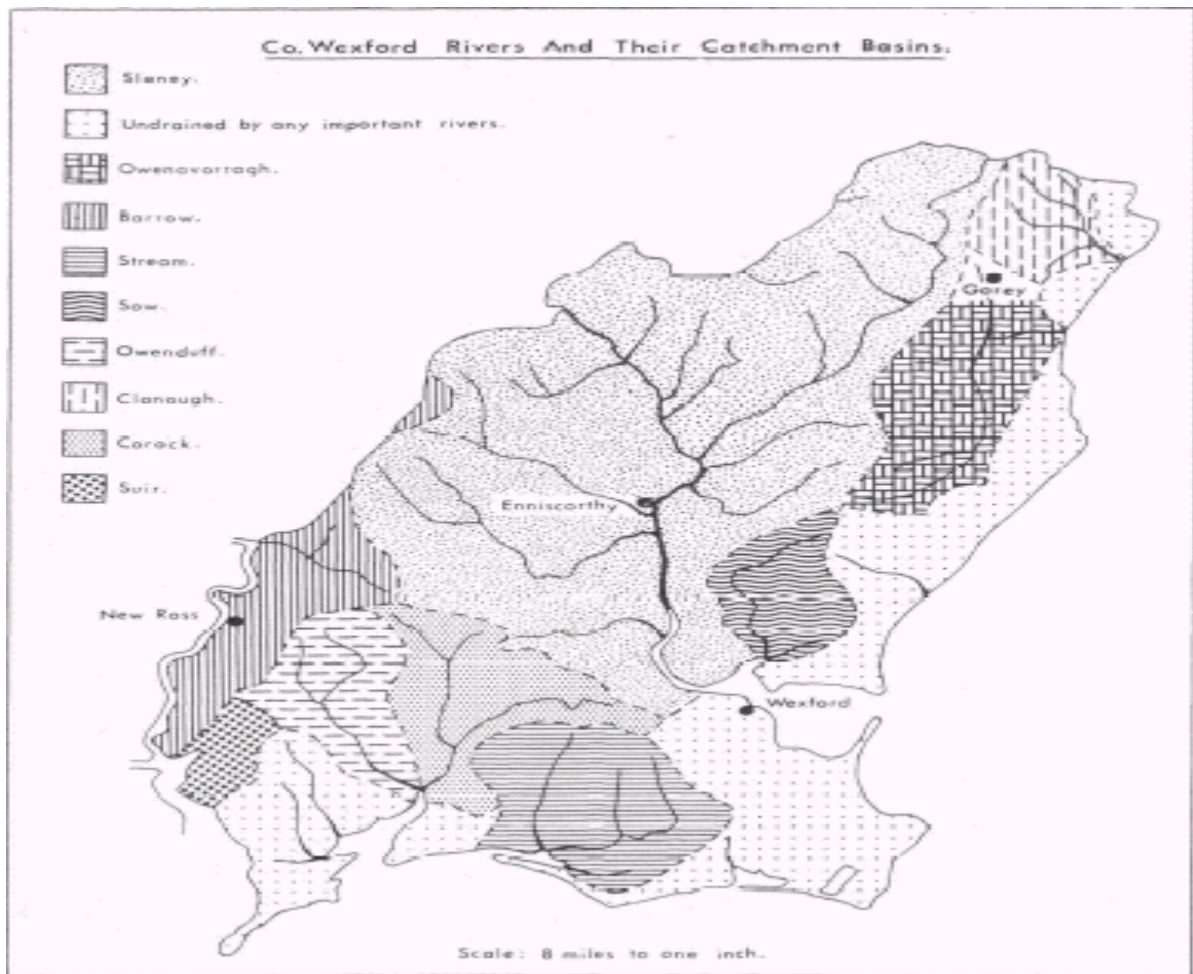 Co. Wexford Rivers And Their Catchment Basins.
Slaney.
Undrained by any important rivers.
Owenavorragh.
Barrow.
Stream.
Sow.
Owenduff.
Clanough.
Corock.
Suir.
Gorey
Enniscorthy
New Ross
Wexford
Scale: 8 miles to one inch.